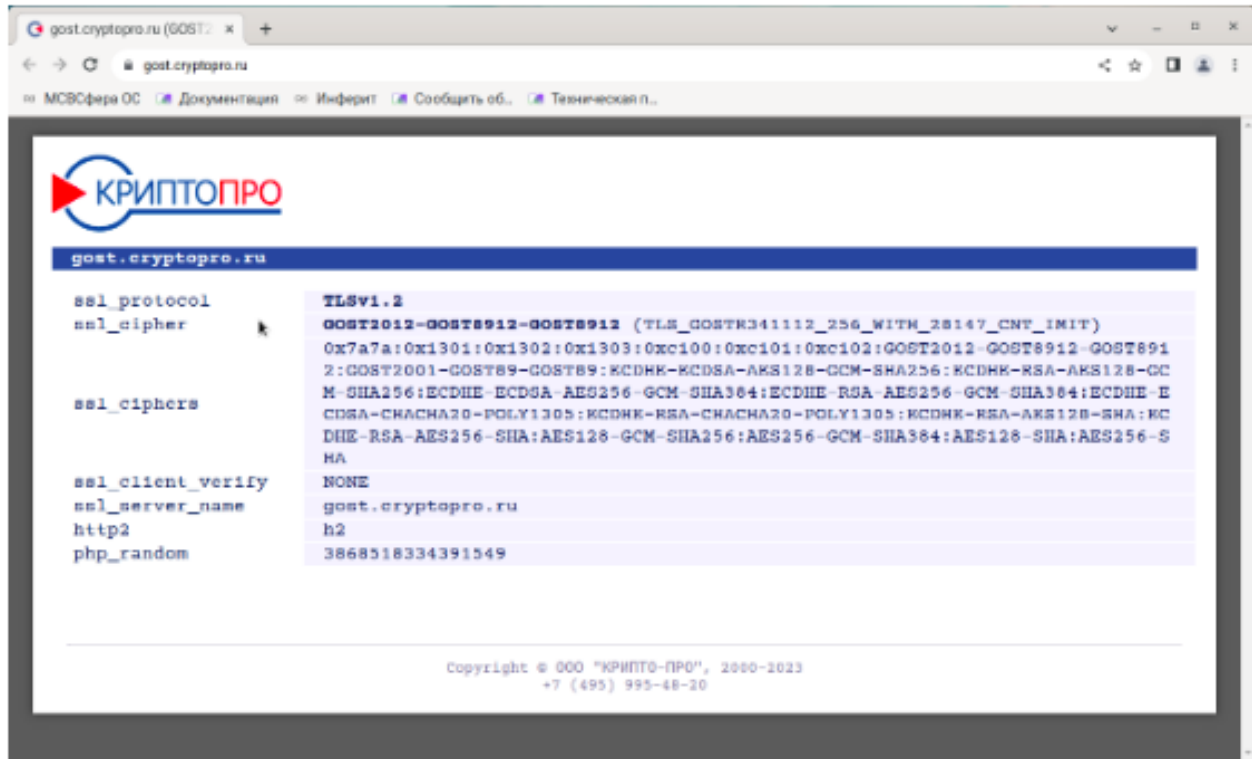 gost.cryptopro.ru (GOST2
gost.cryptopro.ru
МСВСфера ОС Документация Инферит Сообщить об... Техническая п...
КРИПТОПРО
gost.cryptopro.ru
ssl_protocol TLSv1.2
ssl_cipher GOST2012-GOST8912-GOST8912 (TLS_GOSTR341112_256_WITH_28147_CNT_IMIT)
ssl_ciphers
0x7a7a:0x1301:0x1302:0x1303:0xc100:0xc101:0xc102:GOST2012-GOST8912-GOST891
2:GOST2001-GOST89-GOST89:ECDHE-ECDSA-AES128-GCM-SHA256:ECDHE-RSA-AES128-GC
M-SHA256:ECDHE-ECDSA-AES256-GCM-SHA384:ECDHE-RSA-AES256-GCM-SHA384:ECDHE-E
CDSA-CHACHA20-POLY1305:ECDHE-RSA-CHACHA20-POLY1305:ECDHE-RSA-AES128-SHA:EC
DHE-RSA-AES256-SHA:AES128-GCM-SHA256:AES256-GCM-SHA384:AES128-SHA:AES256-S
HA
ssl_client_verify NONE
ssl_server_name gost.cryptopro.ru
http2 h2
php_random 3868518334391549
Copyright © ООО "КРИПТО-ПРО", 2000-2023
+7 (495) 995-48-20